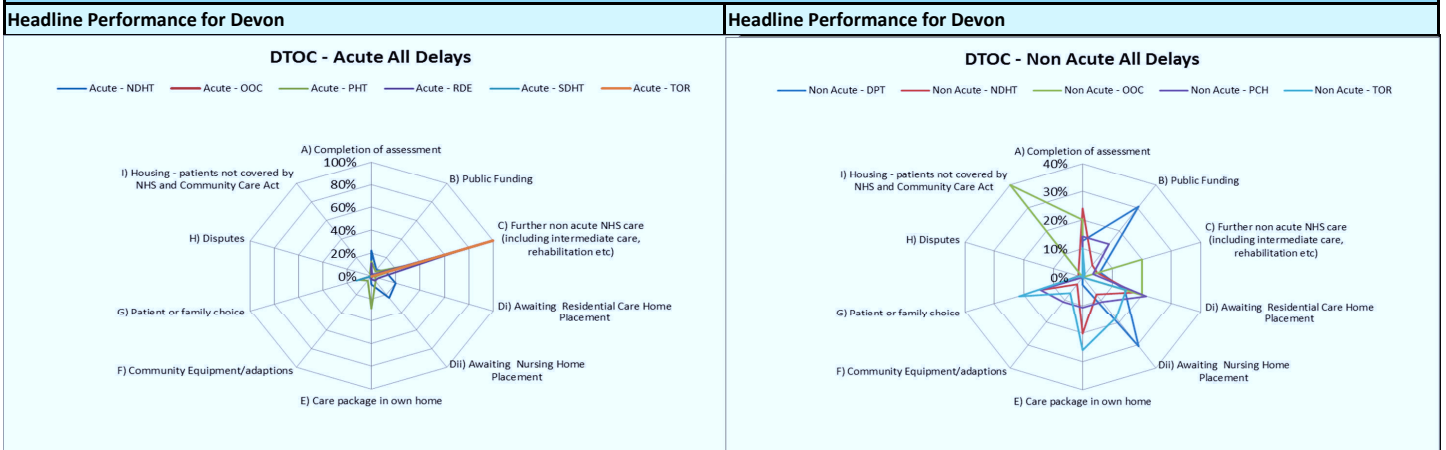 Headline Performance for Devon
DTOC - Acute All Delays
Acute - NDHT
Acute - OOC
Acute - PHT
Acute - RDE
Acute - SDHT
Acute - TOR
A) Completion of assessment
100%
80%
60%
40%
20%
0%
B) Public Funding
C) Further non acute NHS care
(including intermediate care,
rehabilitation etc)
Di) Awaiting Residential Care Home
Placement
Dii) Awaiting Nursing Home
Placement
E) Care package in own home
F) Community Equipment/adaptions
G) Patient or family choice
H) Disputes
I) Housing - patients not covered by
NHS and Community Care Act
Headline Performance for Devon
DTOC - Non Acute All Delays
Non Acute - DPT
Non Acute - NDHT
Non Acute - OOC
Non Acute - PCH
Non Acute - TOR
A) Completion of assessment
40%
30%
20%
10%
0%
B) Public Funding
C) Further non acute NHS care
(including intermediate care,
rehabilitation etc)
Di) Awaiting Residential Care Home
Placement
Dii) Awaiting Nursing Home
Placement
E) Care package in own home
F) Community Equipment/adaptions
G) Patient or family choice
H) Disputes
I) Housing - patients not covered by
NHS and Community Care Act